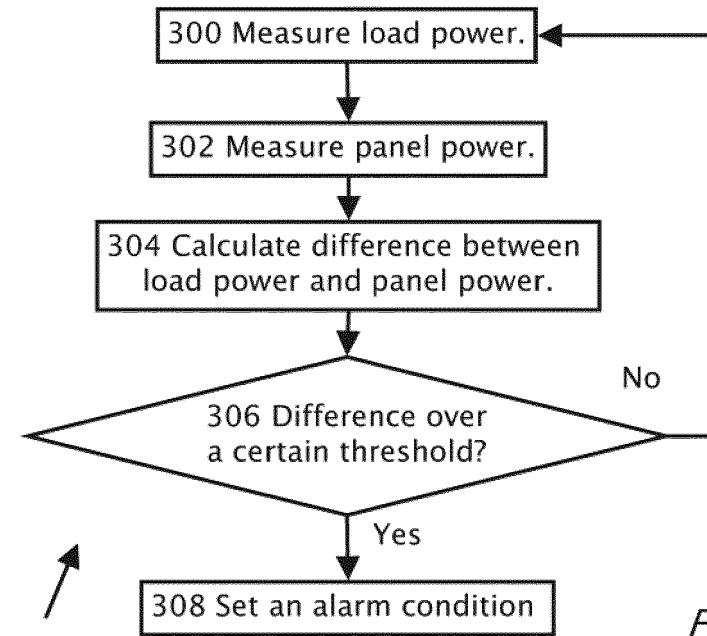 300 Measure load power.
302 Measure panel power.
304 Calculate difference between
load power and panel power.
No
306 Difference over
a certain threshold?
Yes
308 Set an alarm condition
F